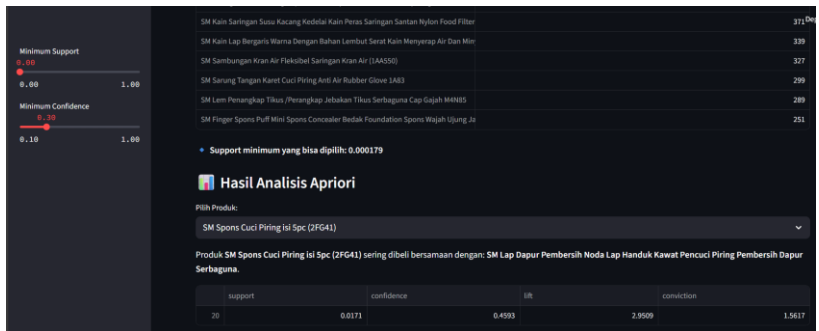 Minimum Support
0.00
0.00 1.00
Minimum Confidence
0.30
0.10 1.00
SM Kain Saringan Susu Kacang Kedelai Kain Peras Saringan Santan Nylon Food Filter 371
SM Kain Lap Bergaris Warna Dengan Bahan Lembut Serat Kain Menyerap Air Dan 339
SM Sambungan Kran Air Fleksibel Saringan Kran Air (1AA550) 327
SM Sarung Tangan Karet Cuci Piring Anti Air Rubber Glove 1A83 299
SM Lem Penangkap Tikus /Perangkap Jebakan Tikus Serbaguna Cap Gajah M4N85 289
SM Finger Spons Puff Mini Spons Concealer Bedak Foundation Spons Wajah Ujung 251
Support minimum yang bisa dipilih: 0.000179
Hasil Analisis Apriori
Pilih Produk:
SM Spons Cuci Piring isi 5pc (2FG41)
Produk SM Spons Cuci Piring isi 5pc (2FG41) sering dibeli bersamaan dengan: SM Lap Dapur Pembersih Noda Lap Handuk Kawat Pencuci Piring Pembersih Dapur
Serbaguna.
support confidence lift conviction
20 0.0171 0.4593 2.9509 1.5617